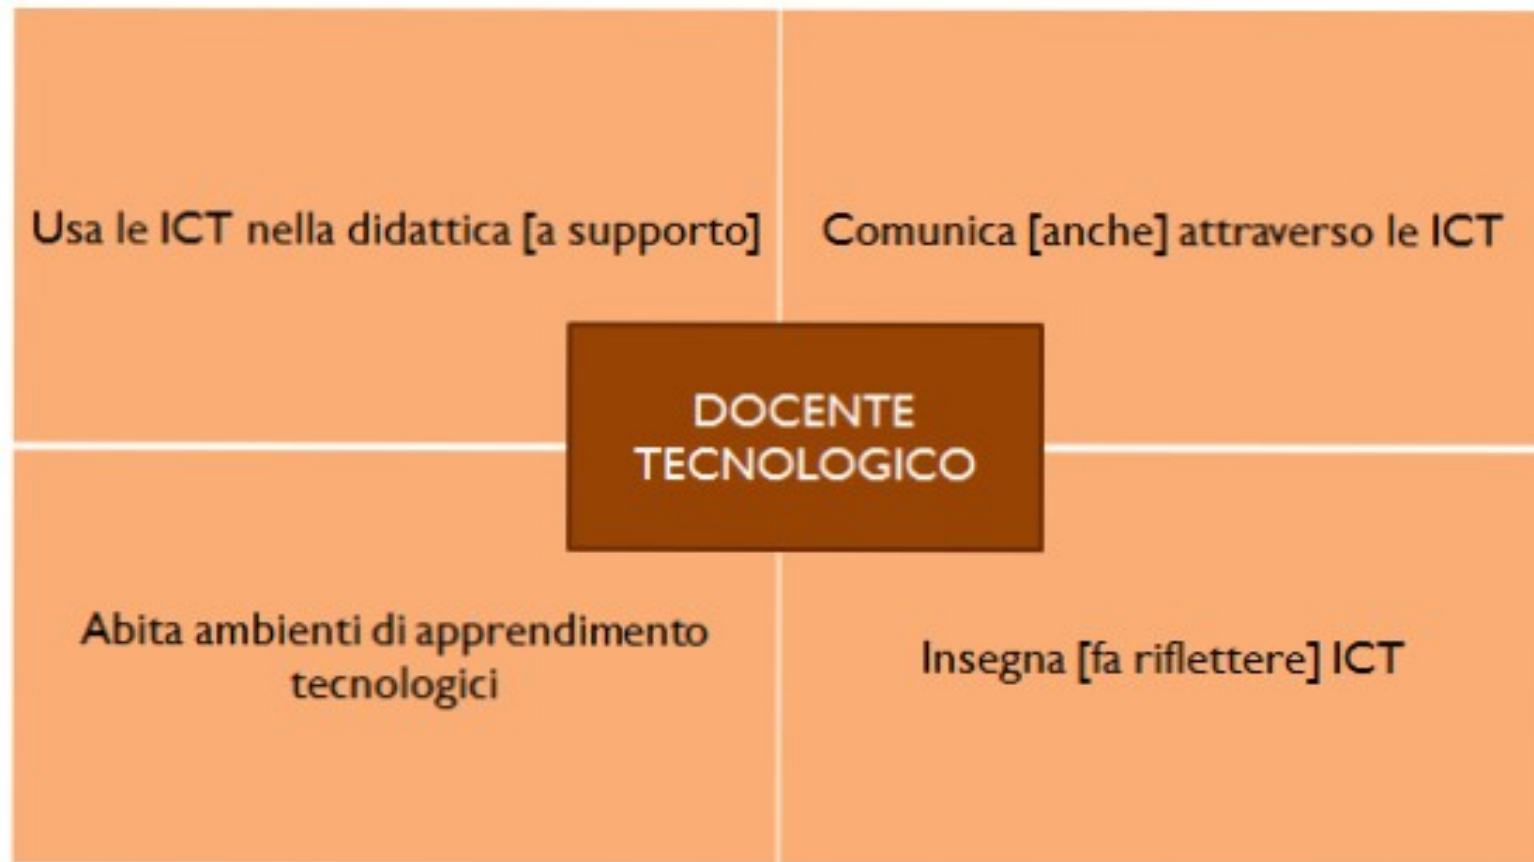 Usa le ICT nella didattica [a supporto]
Comunica [anche] attraverso le ICT
DOCENTE
TECNOLOGICO
Abita ambienti di apprendimento
tecnologici
Insegna [fa riflettere] ICT